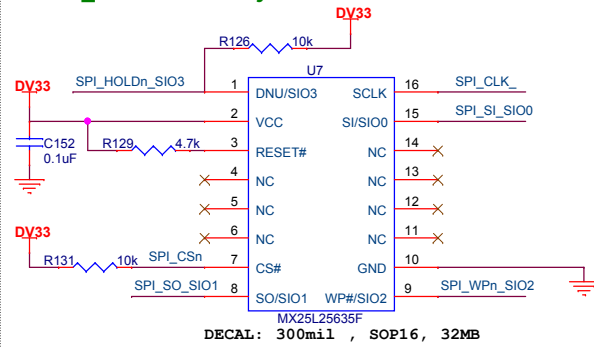 DV33
R126 10k
U7
DV33 SPI_HOLDn_SIO3 1 DNU/SIO3 SCLK 16 SPI_CLK_
2 VCC SI/SIO0 15 SPI_SI_SIO0
C152 R129 4.7k 3 RESET# NC 14
0.1uF
4 NC NC 13
5 NC NC 12
DV33 6 NC NC 11
R131 10k SPI_CSn 7 CS# GND 10
SPI_SO_SIO1 8 SO/SIO1 WP#/SIO2 9 SPI_WPn_SIO2
MX25L25635F
DECAL: 300mil , SOP16, 32MB